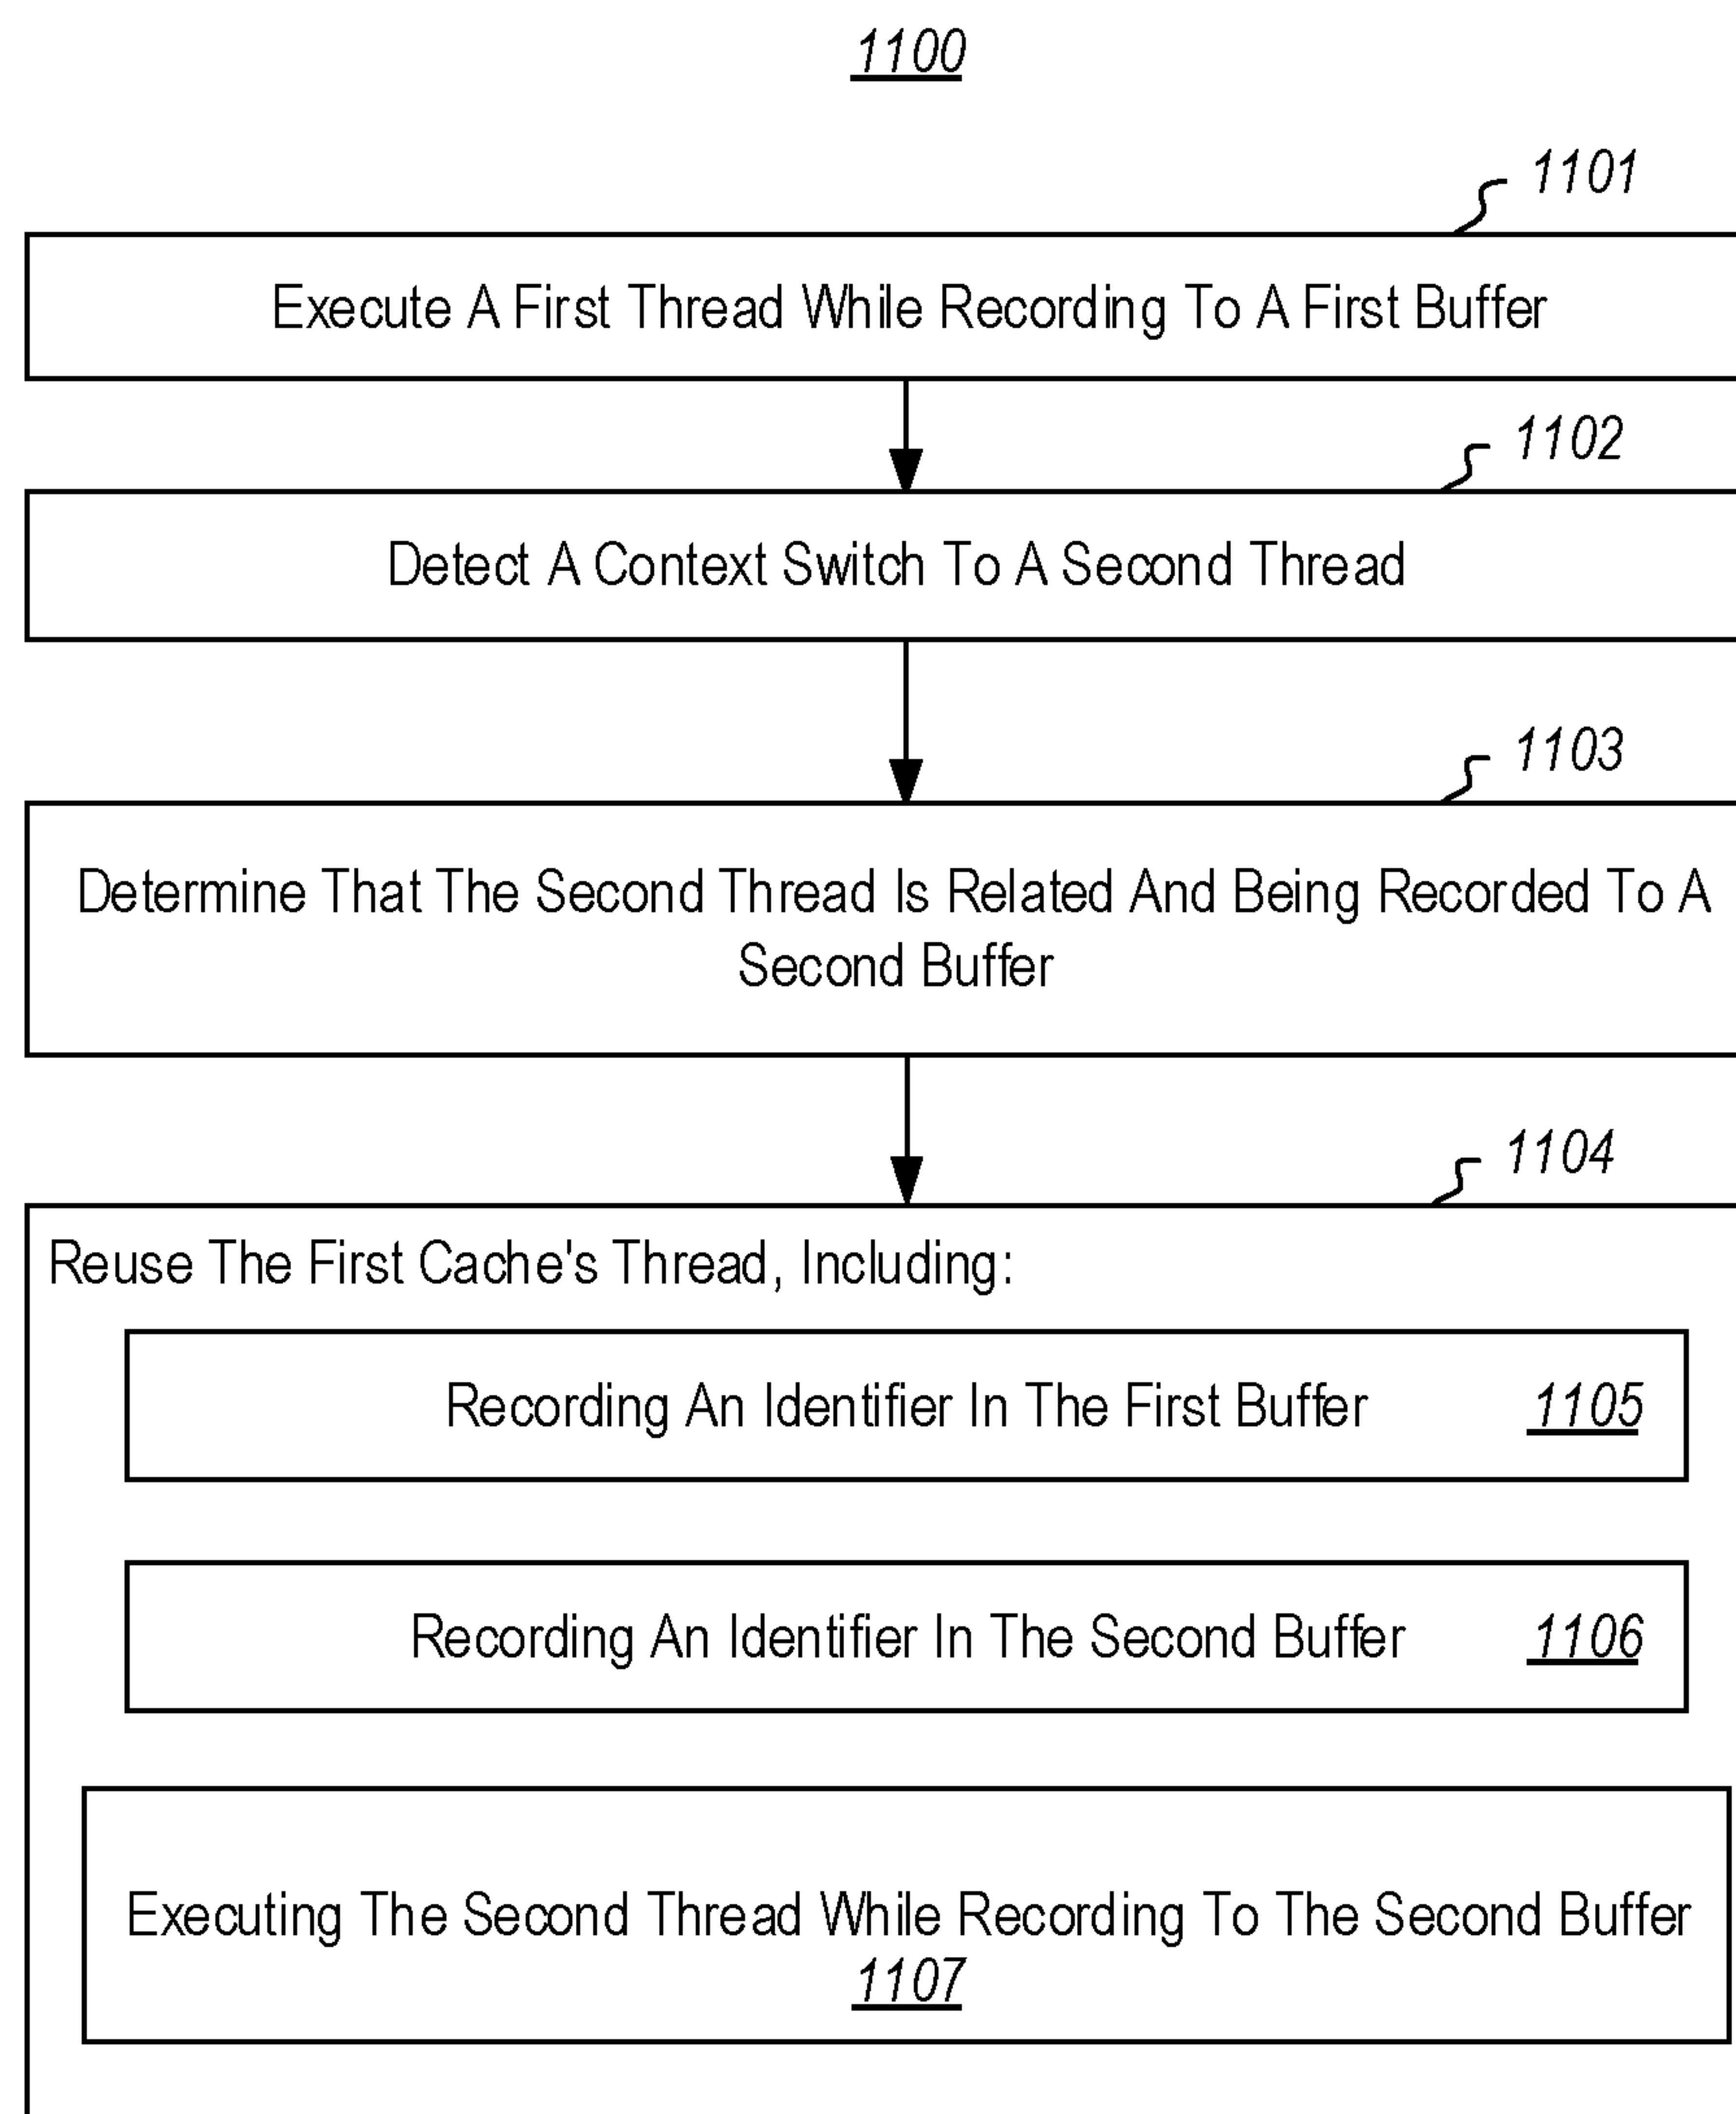 1100
1101
Execute A First Thread While Recording To A First Buffer
1102
Detect A Context Switch To A Second Thread
1103
Determine That The Second Thread Is Related And Being Recorded To A
Second Buffer
1104
Reuse The First Cache's Thread, Including:
Recording An Identifier In The First Buffer 1105
Recording An Identifier In The Second Buffer 1106
Executing The Second Thread While Recording To The Second Buffer
1107